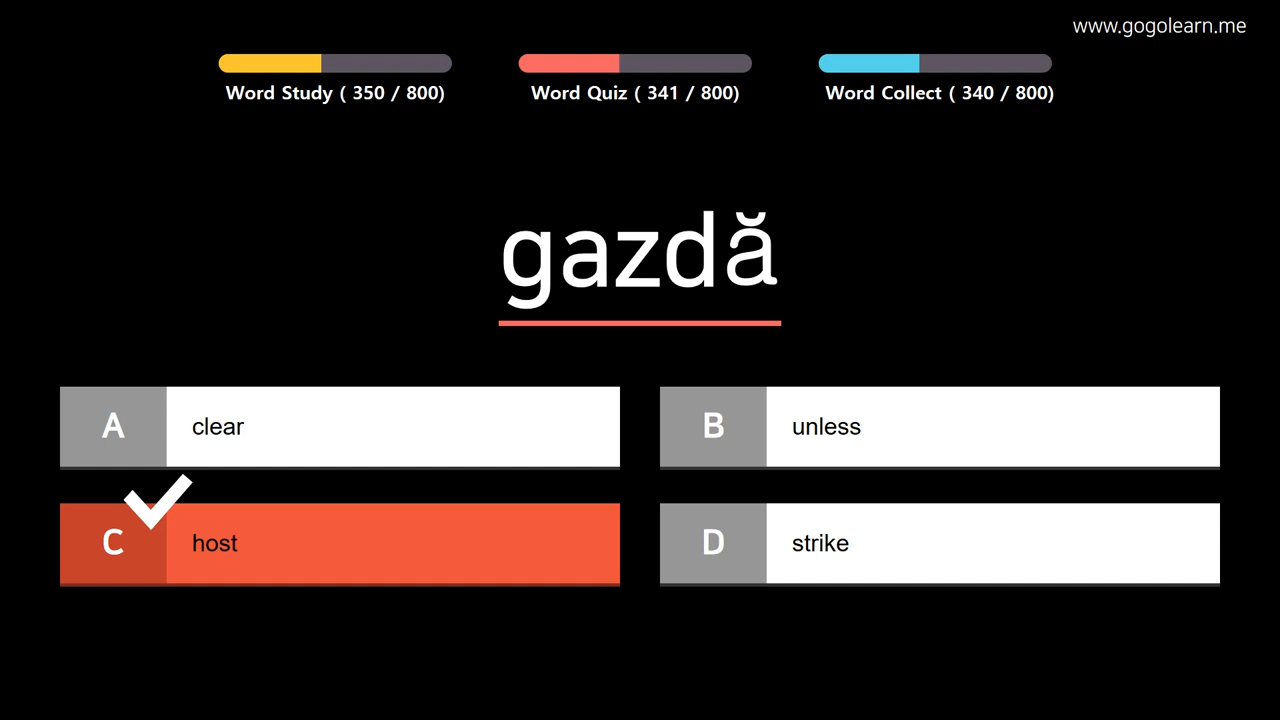 www.gogolearn.me
Word Study ( 350 / 800)
Word Quiz ( 341 / 800)
Word Collect ( 340 / 800)
gazdă
A clear
B unless
C host
D strike